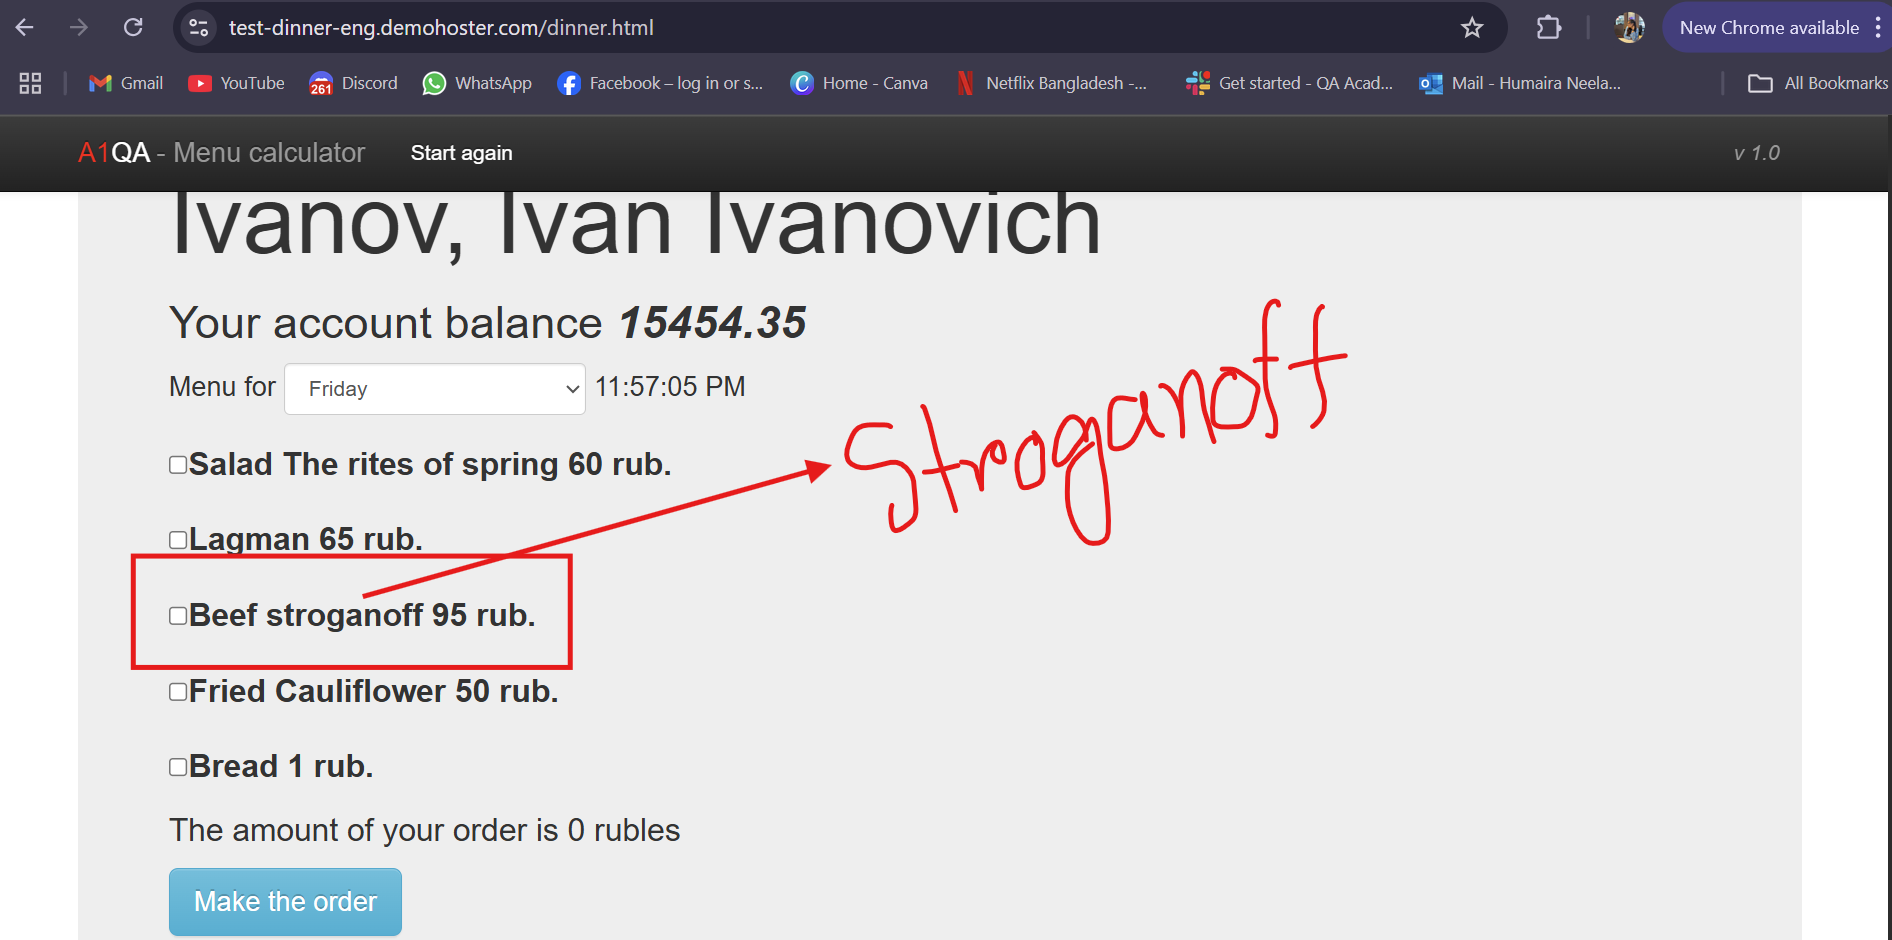 test-dinner-eng.demohoster.com/dinner.html
New Chrome available
Gmail
YouTube
261
Discord
WhatsApp
Facebook – log in or s...
Home - Canva
Netflix Bangladesh -...
Get started - QA Acad...
Mail - Humaira Neela...
All Bookmarks
A1QA - Menu calculator
Start again
v 1.0
Ivanov, Ivan Ivanovich
Your account balance 15454.35
Menu for Friday 11:57:05 PM
Stroganoff
Salad The rites of spring 60 rub.
Lagman 65 rub.
Beef stroganoff 95 rub.
Fried Cauliflower 50 rub.
Bread 1 rub.
The amount of your order is 0 rubles
Make the order